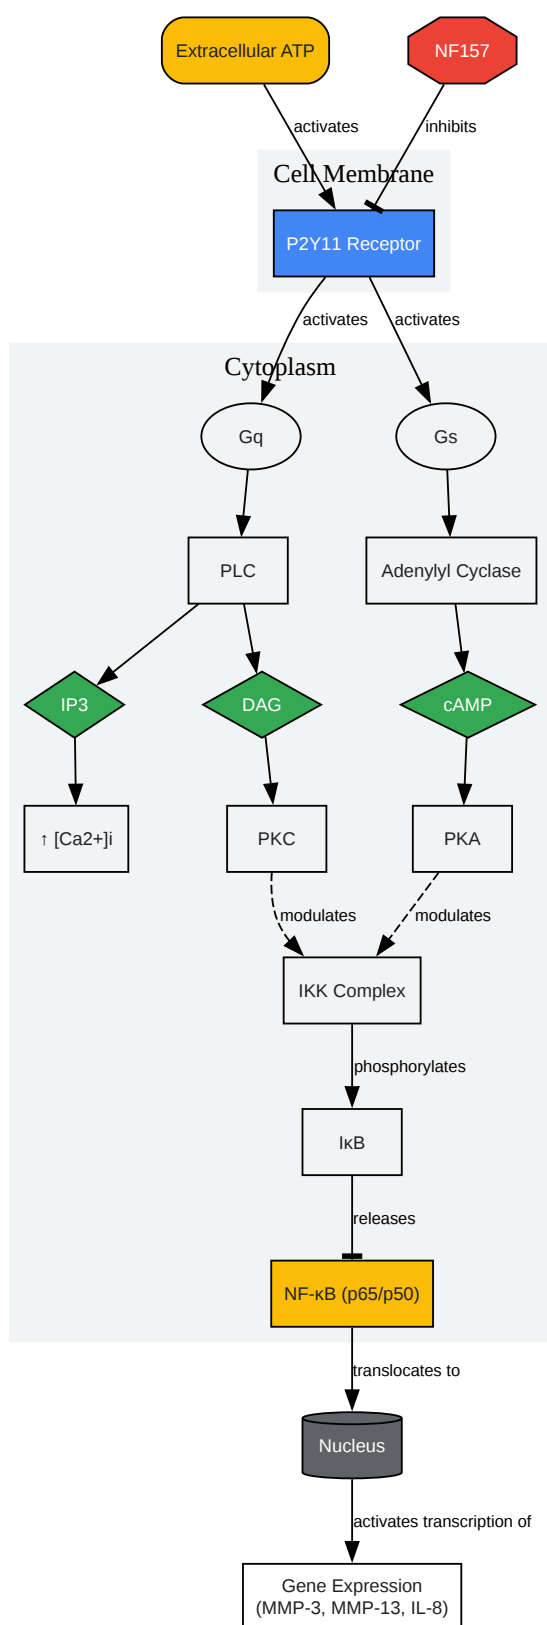 Extracellular ATP
NF157
activates
inhibits
Cell Membrane
P2Y11 Receptor
activates
activates
Cytoplasm
Gq
Gs
PLC
Adenylyl Cyclase
IP3
DAG
cAMP
↑ [Ca2+]i
PKC
PKA
modulates
modulates
IKK Complex
phosphorylates
IκB
releases
NF-κB (p65/p50)
translocates to
Nucleus
activates transcription of
Gene Expression
(MMP-3, MMP-13, IL-8)